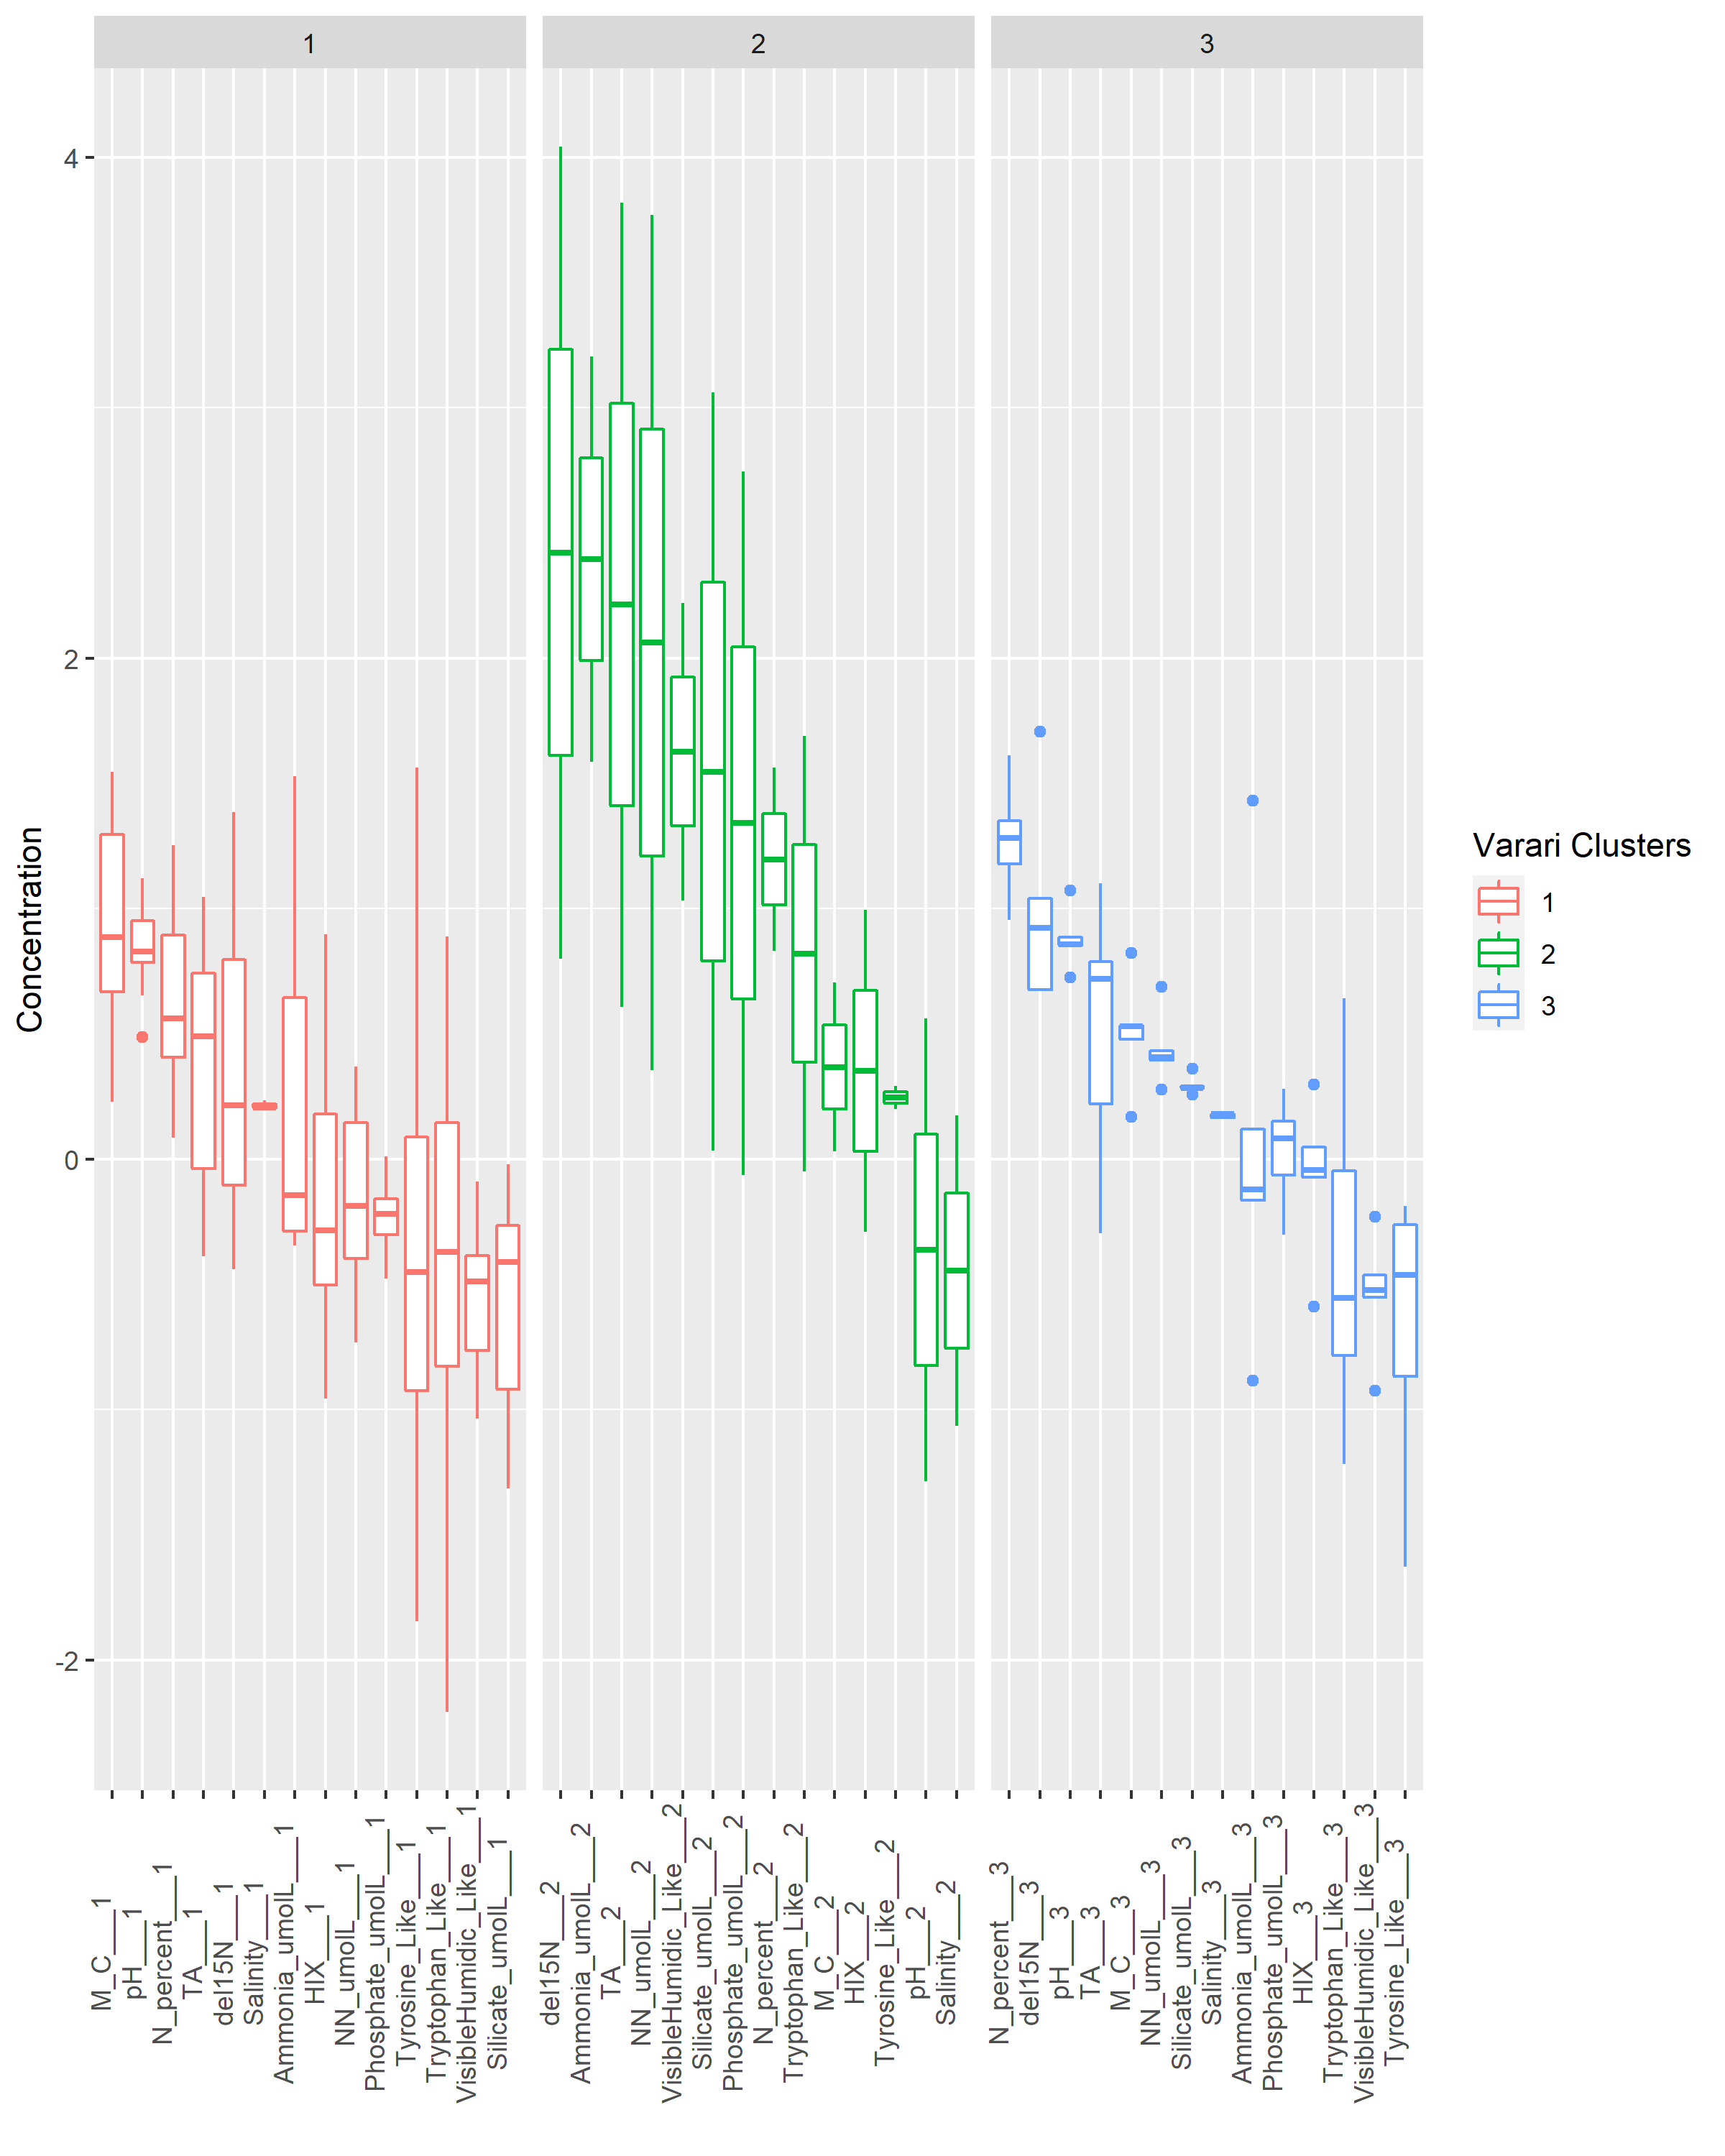 1
2
3
4
2
0
-2
Concentration
M_C___1
pH___1
N_percent___1
TA___1
del15N___1
Salinity___1
Ammonia_umolL___1
HIX___1
NN_umolL___1
Phosphate_umolL___1
Tyrosine_Like___1
Tryptophan_Like___1
VisibleHumidic_Like___1
Silicate_umolL___1
del15N___2
Ammonia_umolL___2
TA___2
NN_umolL___2
VisibleHumidic_Like___2
Silicate_umolL___2
Phosphate_umolL___2
N_percent___2
Tryptophan_Like___2
M_C___2
HIX___2
Tyrosine_Like___2
pH___2
Salinity___2
N_percent___3
del15N___3
pH___3
TA___3
M_C___3
NN_umolL___3
Silicate_umolL___3
Salinity___3
Ammonia_umolL___3
Phosphate_umolL___3
HIX___3
Tryptophan_Like___3
VisibleHumidic_Like___3
Tyrosine_Like___3
Varari Clusters
1
2
3